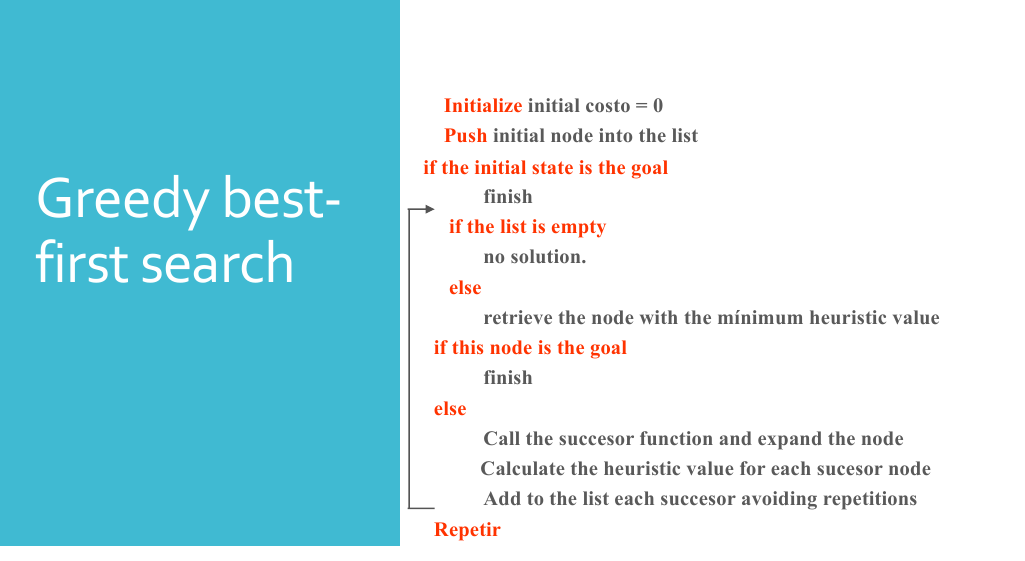 Greedy best-
first search
Initialize initial costo = 0
Push initial node into the list
if the initial state is the goal
finish
if the list is empty
no solution.
else
retrieve the node with the mínimum heuristic value
if this node is the goal
finish
else
Call the succesor function and expand the node
Calculate the heuristic value for each sucesor node
Add to the list each succesor avoiding repetitions
Repetir